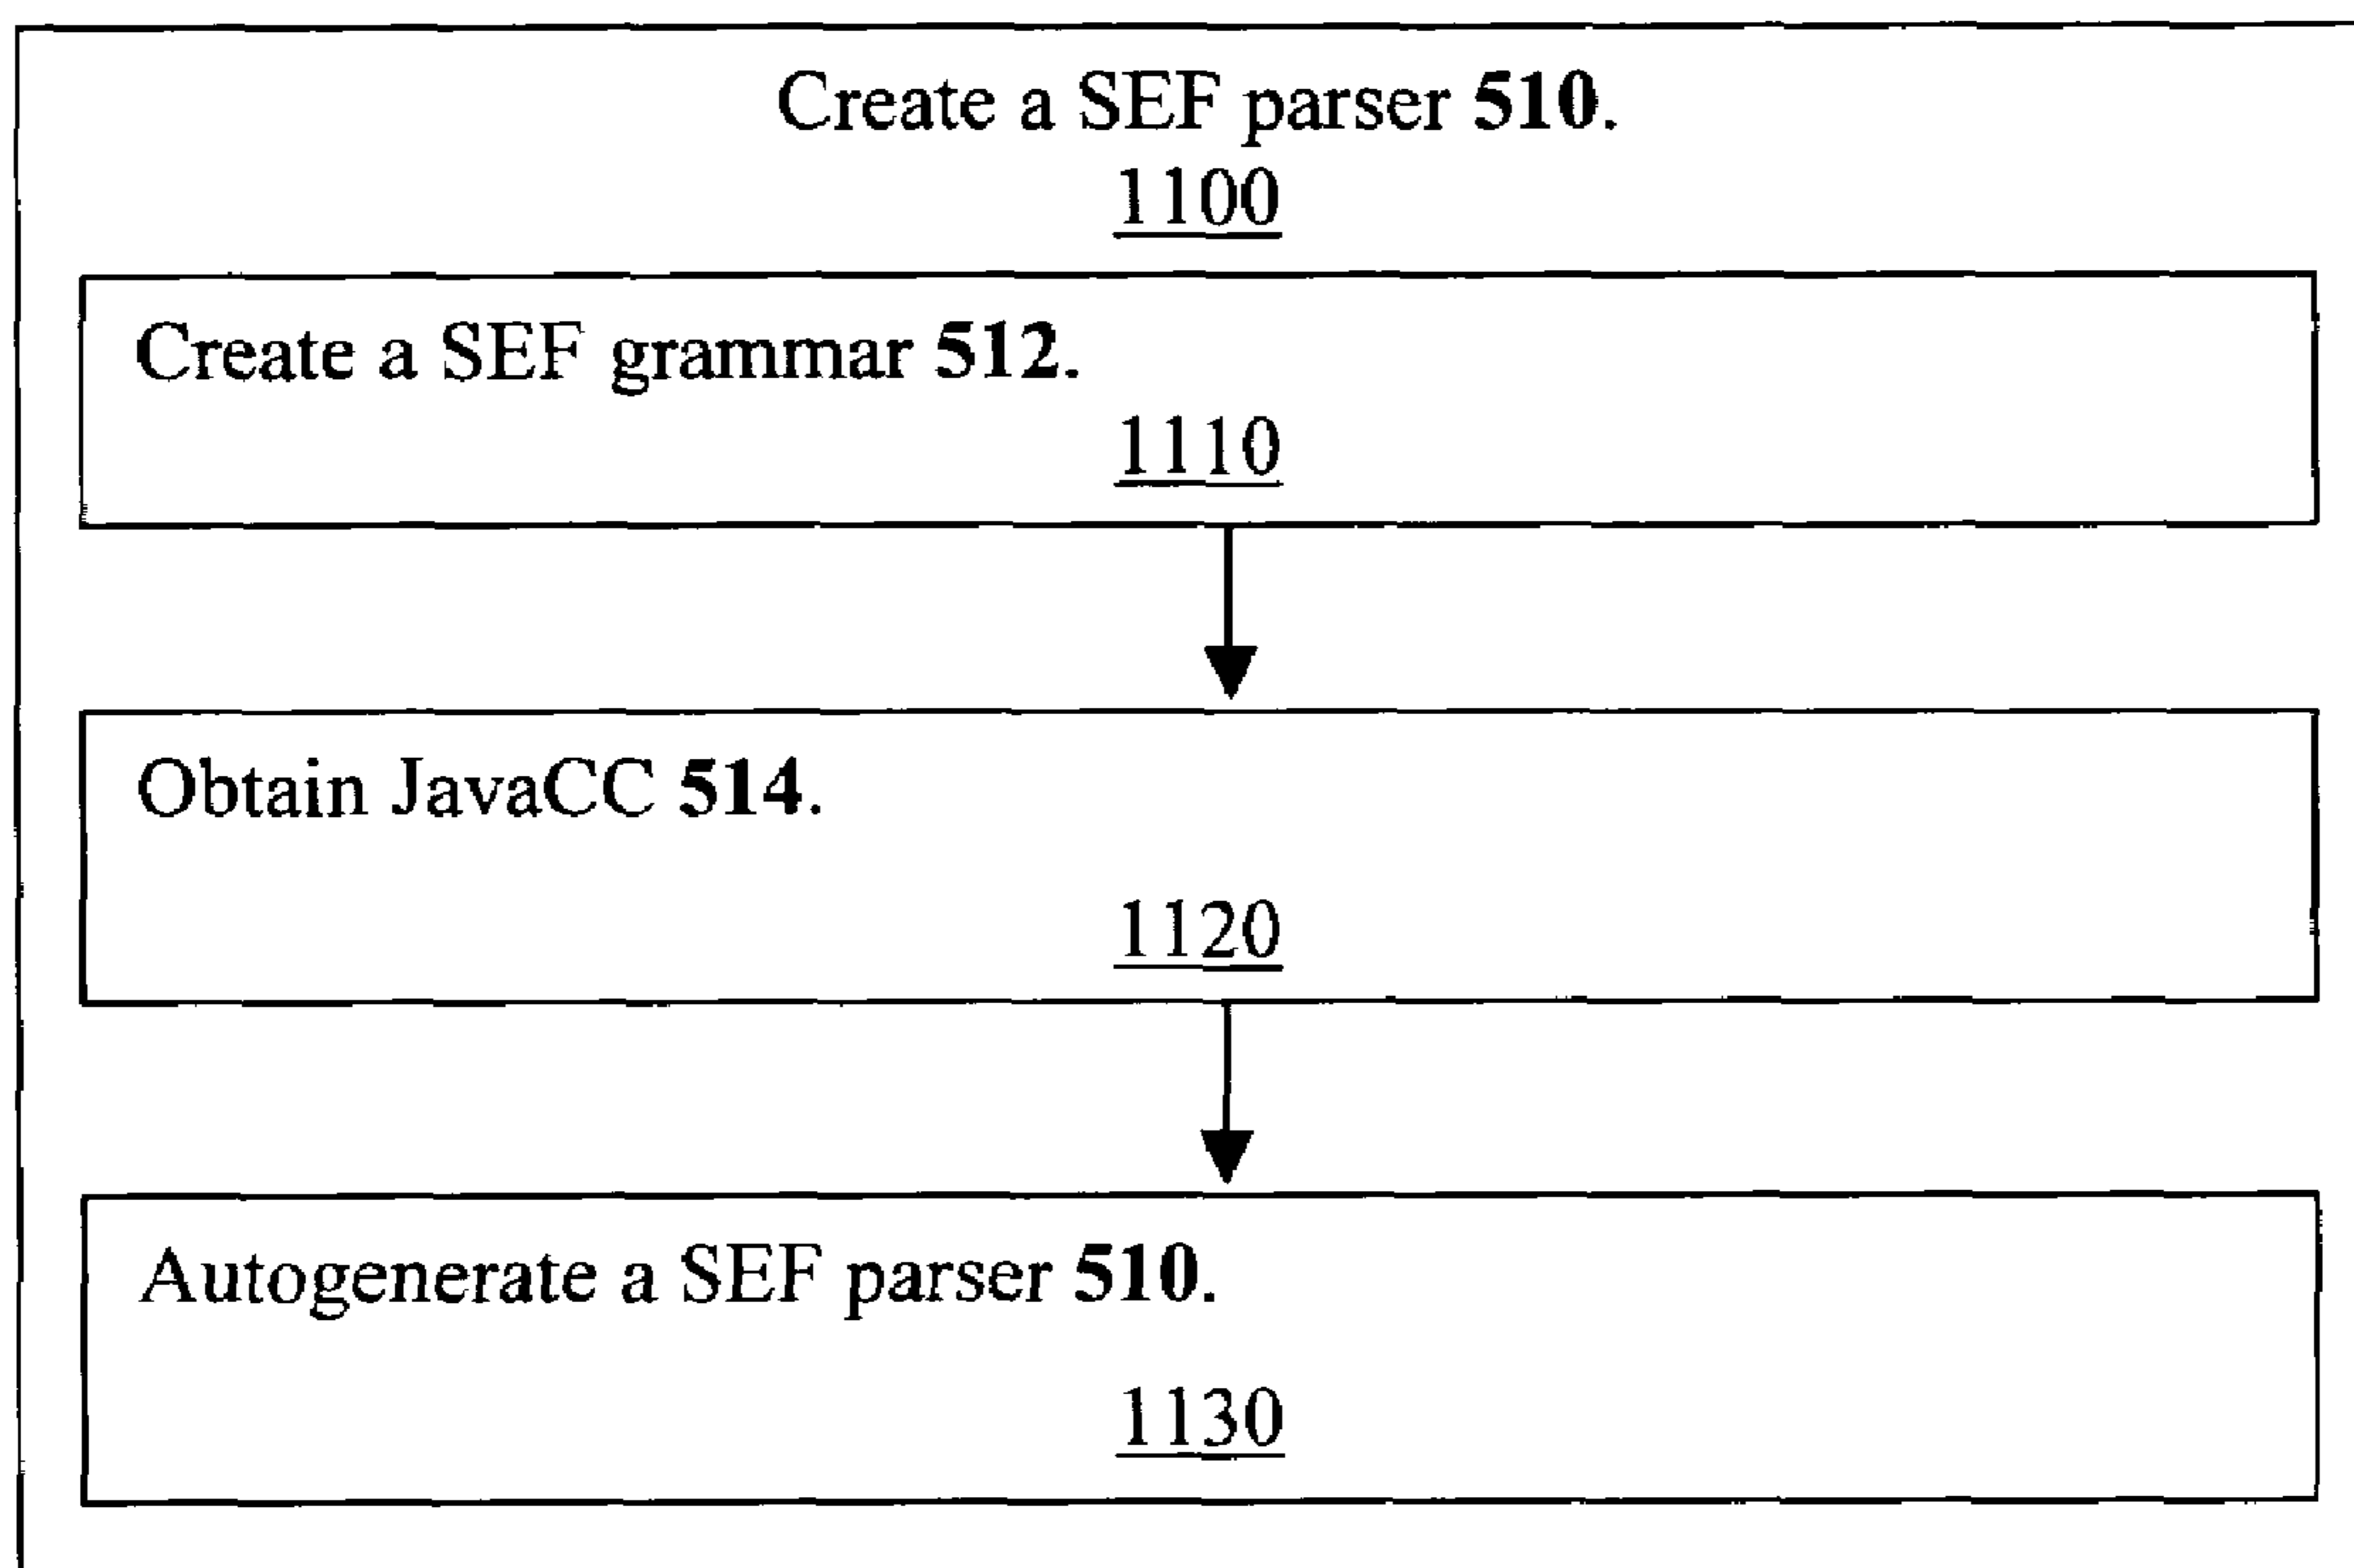 Create a SEF parser 510.
1100
Create a SEF grammar 512.
1110
Obtain JavaCC 514.
1120
Autogenerate a SEF parser 510.
1130